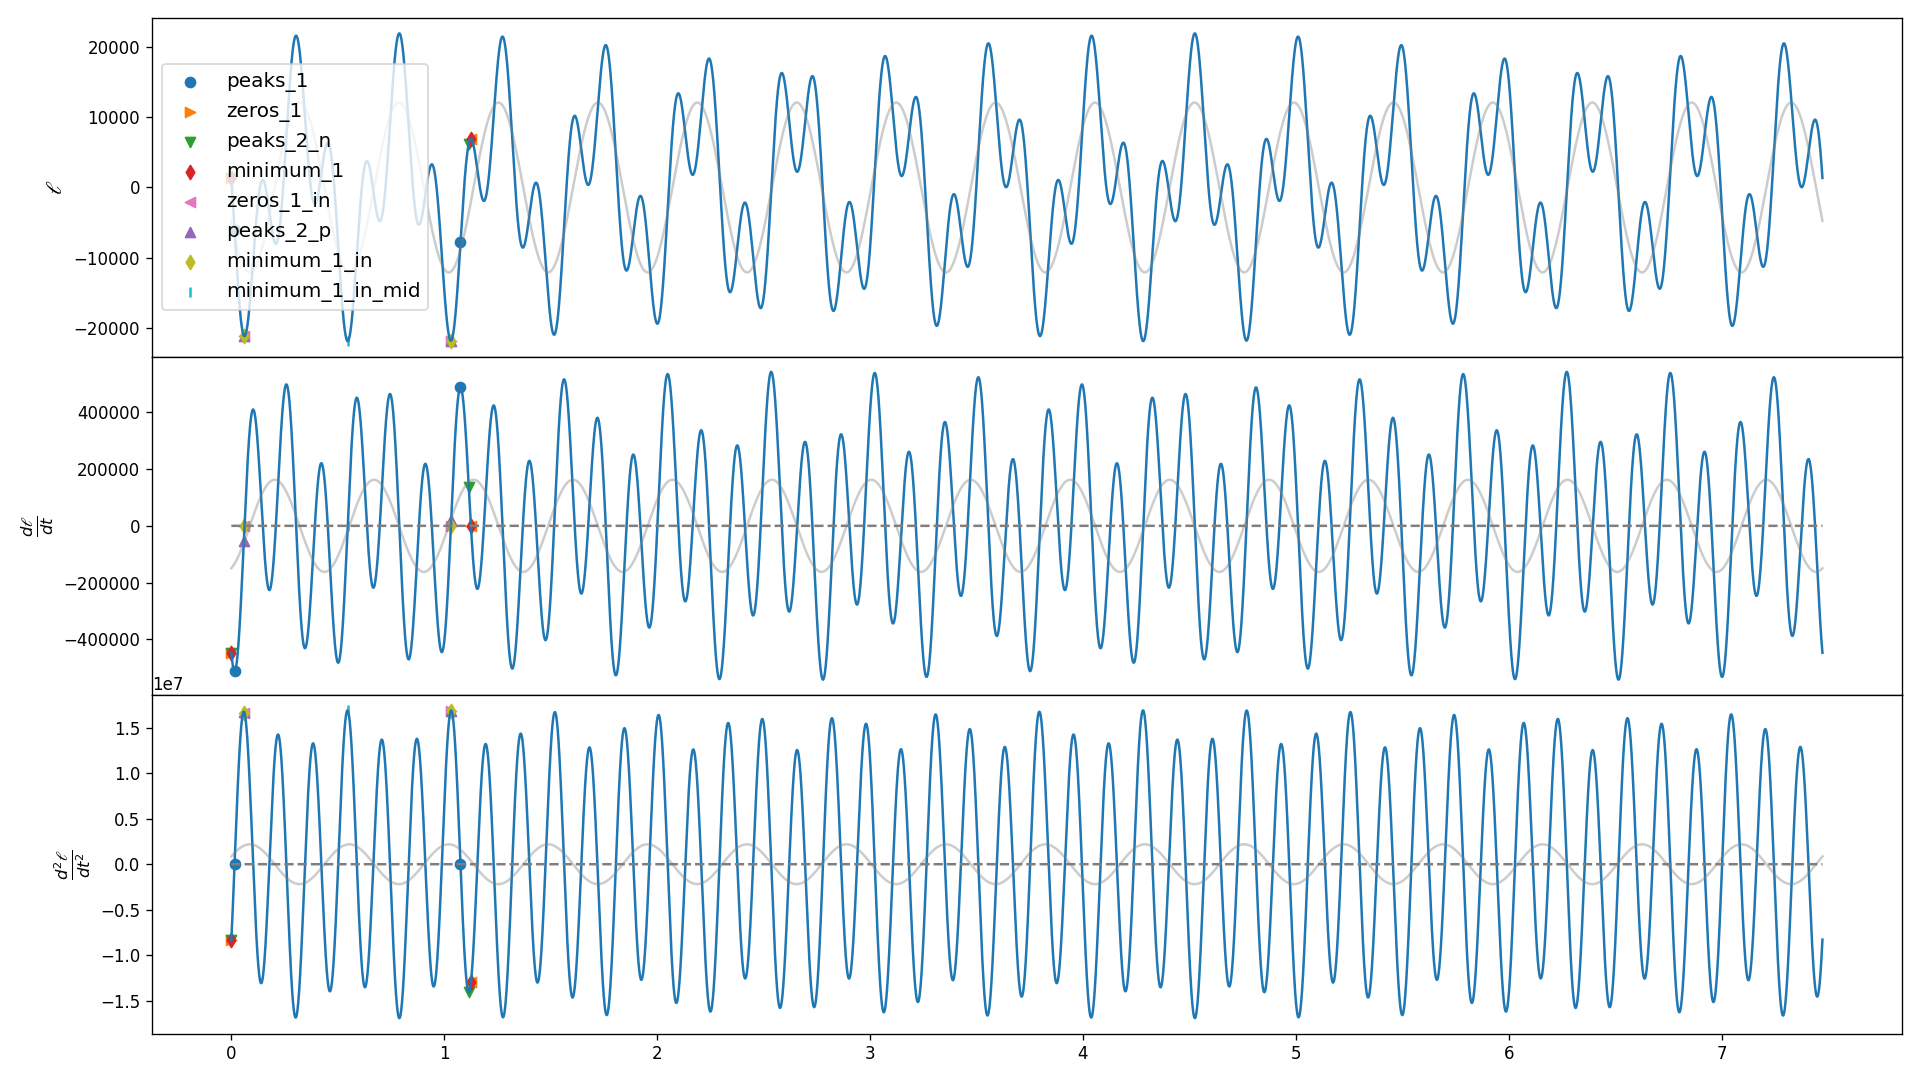 20000
10000
0
−10000
−20000
ℓ
peaks_1
zeros_1
peaks_2_n
minimum_1
zeros_1_in
peaks_2_p
minimum_1_in
minimum_1_in_mid
400000
200000
0
−200000
−400000
dℓ/dt
1e7
1.5
1.0
0.5
0.0
−0.5
−1.0
−1.5
d²ℓ/dt²
0 1 2 3 4 5 6 7